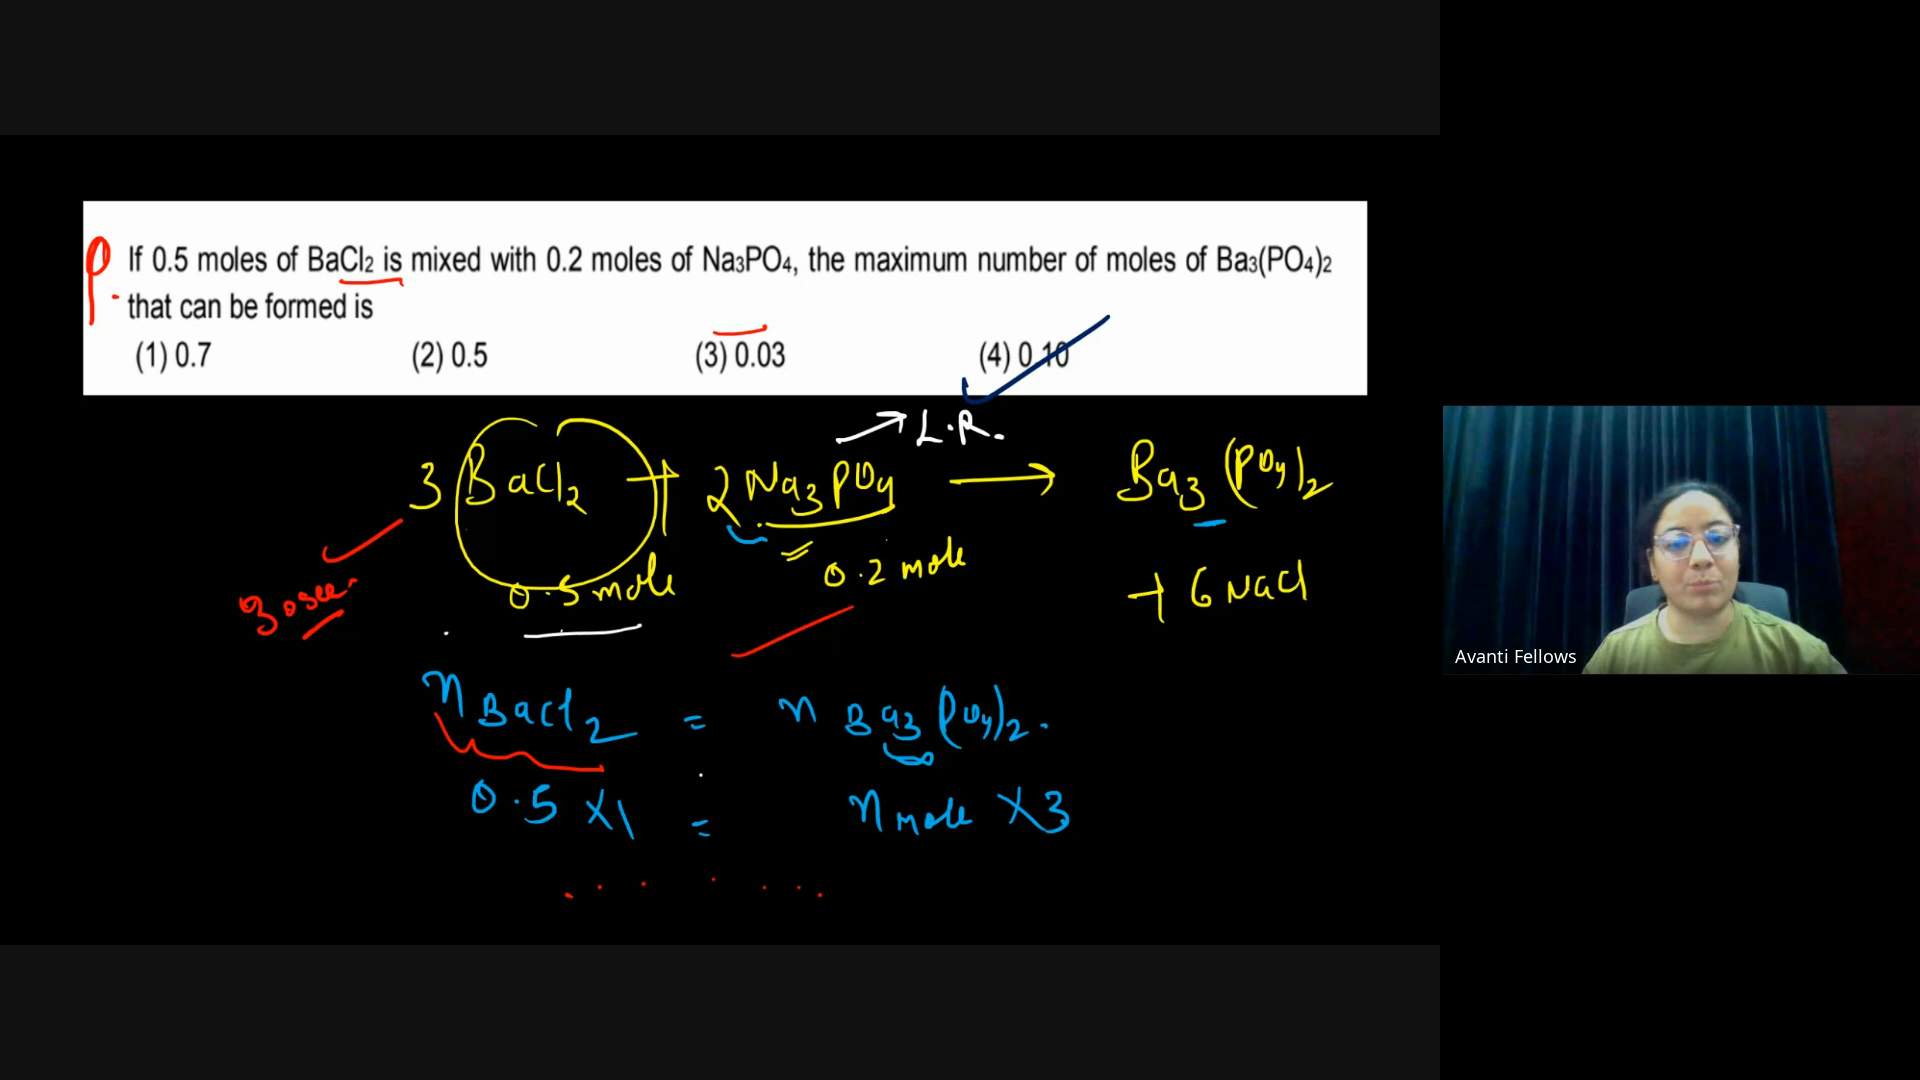 If 0.5 moles of BaCl2 is mixed with 0.2 moles of Na3PO4, the maximum number of moles of Ba3(PO4)2
that can be formed is
(1) 0.7 (2) 0.5 (3) 0.03 (4) 0.10
→ L.R.
3 BaCl2 + 2 Na3PO4 → Ba3(PO4)2
0.5 mole 0.2 mole + 6 NaCl
n BaCl2 = n Ba3(PO4)2.
0.5 x1 = n mole x3
Avanti Fellows